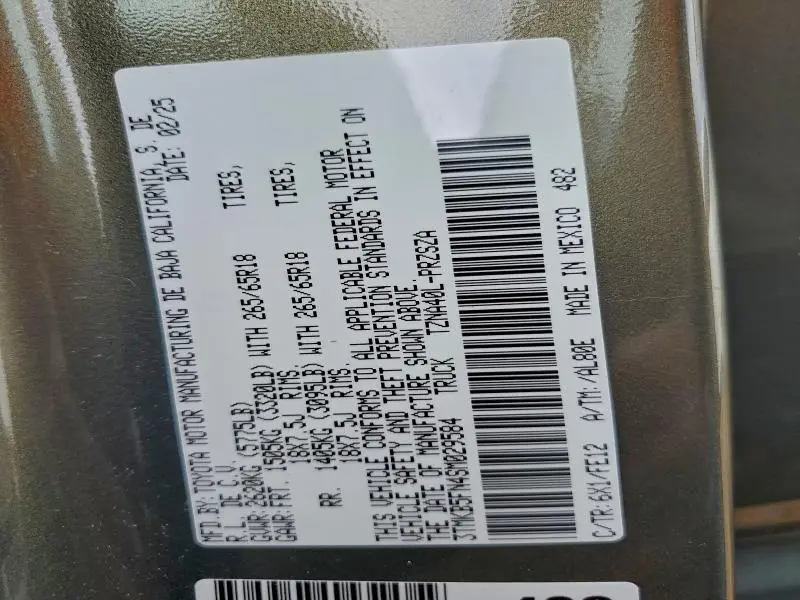 MFD. BY: TOYOTA MOTOR MANUFACTURING DE BAJA CALIFORNIA, S. DE
R.L. DE C.V. DATE: 02/25
GVWR: 2620KG (5775LB)
GAWR: FRT. 1505KG (3320LB) WITH 265/65R18 TIRES,
18X7.5J RIMS.
RR. 1405KG (3095LB) WITH 265/65R18 TIRES,
18X7.5J RIMS.
THIS VEHICLE CONFORMS TO ALL APPLICABLE FEDERAL MOTOR
VEHICLE SAFETY AND THEFT PREVENTION STANDARDS IN EFFECT ON
THE DATE OF MANUFACTURE SHOWN ABOVE.
3TMKB5FN4SM029584 TRUCK TZNA40L-PRZSZA
C/TR: 6X1/FE12 A/TM: /AL80E MADE IN MEXICO 482